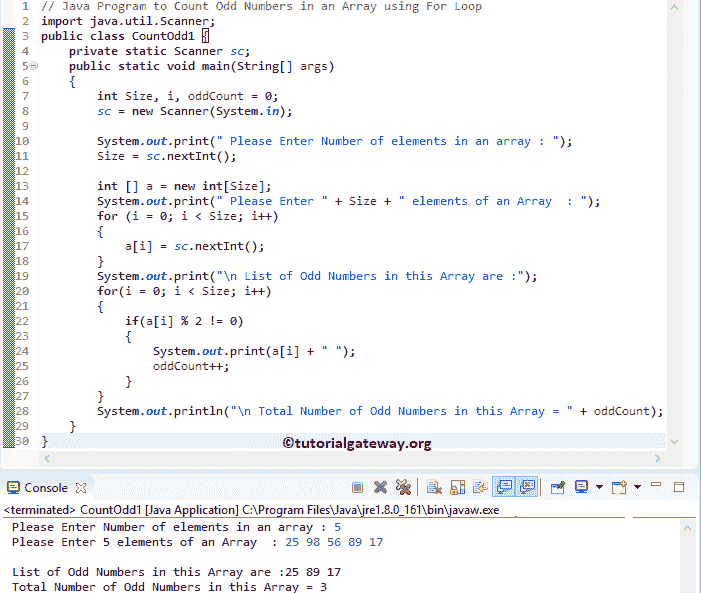 1 // Java Program to Count Odd Numbers in an Array using For Loop
2 import java.util.Scanner;
3 public class CountOdd1 {
4     private static Scanner sc;
5     public static void main(String[] args)
6     {
7         int Size, i, oddCount = 0;
8         sc = new Scanner(System.in);
9
10         System.out.print(" Please Enter Number of elements in an array : ");
11         Size = sc.nextInt();
12
13         int [] a = new int[Size];
14         System.out.print(" Please Enter " + Size + " elements of an Array  : ");
15         for (i = 0; i < Size; i++)
16         {
17             a[i] = sc.nextInt();
18         }
19         System.out.print("\n List of Odd Numbers in this Array are :");
20         for(i = 0; i < Size; i++)
21         {
22             if(a[i] % 2 != 0)
23             {
24                 System.out.print(a[i] + " ");
25                 oddCount++;
26             }
27         }
28         System.out.println("\n Total Number of Odd Numbers in this Array = " + oddCount);
29     }
30 }
©tutorialgateway.org
Console
<terminated> CountOdd1 [Java Application] C:\Program Files\Java\jre1.8.0_161\bin\javaw.exe
Please Enter Number of elements in an array : 5
Please Enter 5 elements of an Array  : 25 98 56 89 17

List of Odd Numbers in this Array are :25 89 17
Total Number of Odd Numbers in this Array = 3